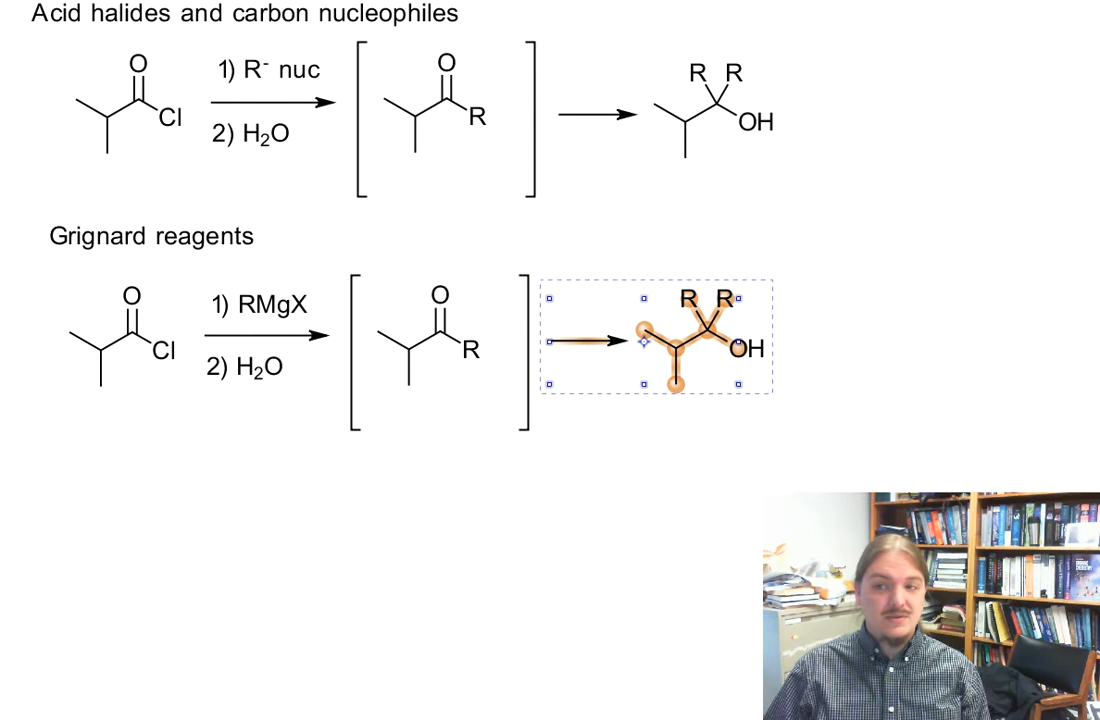 Acid halides and carbon nucleophiles
O
Cl
1) R⁻ nuc
2) H₂O
O
R
R R
OH
Grignard reagents
O
Cl
1) RMgX
2) H₂O
O
R
R R
OH